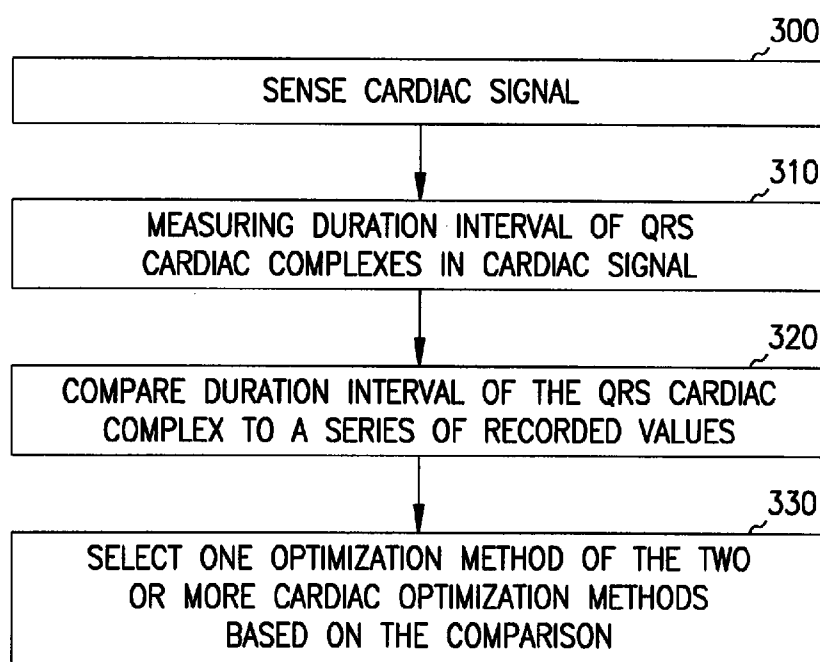 300
SENSE CARDIAC SIGNAL
310
MEASURING DURATION INTERVAL OF QRS
CARDIAC COMPLEXES IN CARDIAC SIGNAL
320
COMPARE DURATION INTERVAL OF THE QRS CARDIAC
COMPLEX TO A SERIES OF RECORDED VALUES
330
SELECT ONE OPTIMIZATION METHOD OF THE TWO
OR MORE CARDIAC OPTIMIZATION METHODS
BASED ON THE COMPARISON